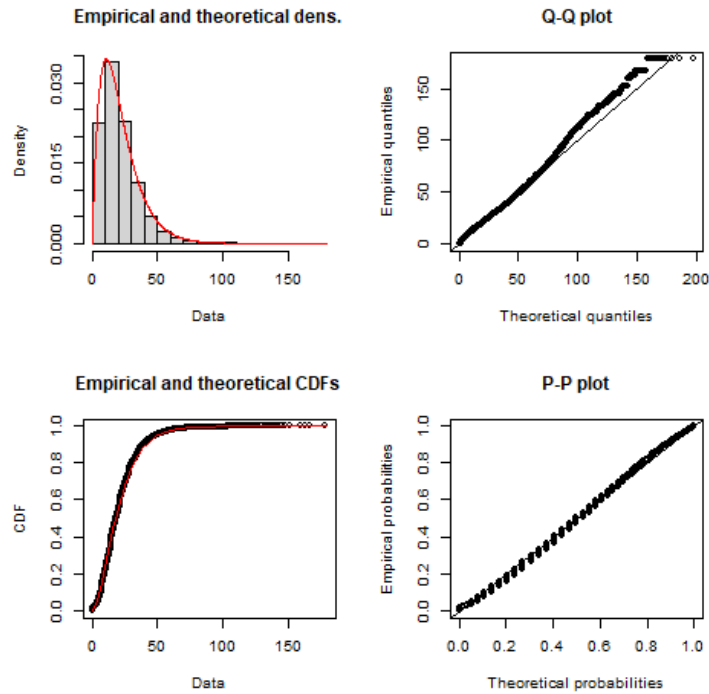 Empirical and theoretical dens.
Density
0.000 0.015 0.030
0 50 100 150
Data
Q-Q plot
Empirical quantiles
0 50 100 150
0 50 100 150 200
Theoretical quantiles
Empirical and theoretical CDFs
CDF
0.0 0.2 0.4 0.6 0.8 1.0
0 50 100 150
Data
P-P plot
Empirical probabilities
0.0 0.2 0.4 0.6 0.8 1.0
0.0 0.2 0.4 0.6 0.8 1.0
Theoretical probabilities